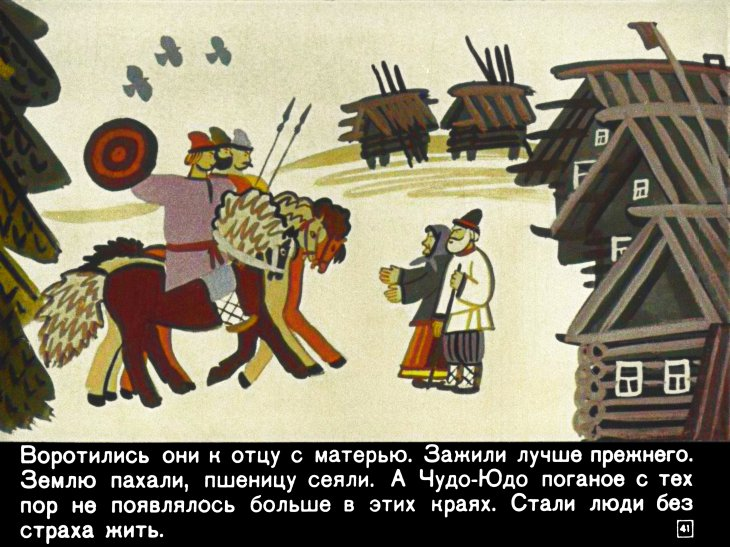 Воротились они к отцу с матерью. Зажили лучше прежнего.
Землю пахали, пшеницу сеяли. А Чудо-Юдо поганое с тех
пор не появлялось больше в этих краях. Стали люди без
страха жить.
41